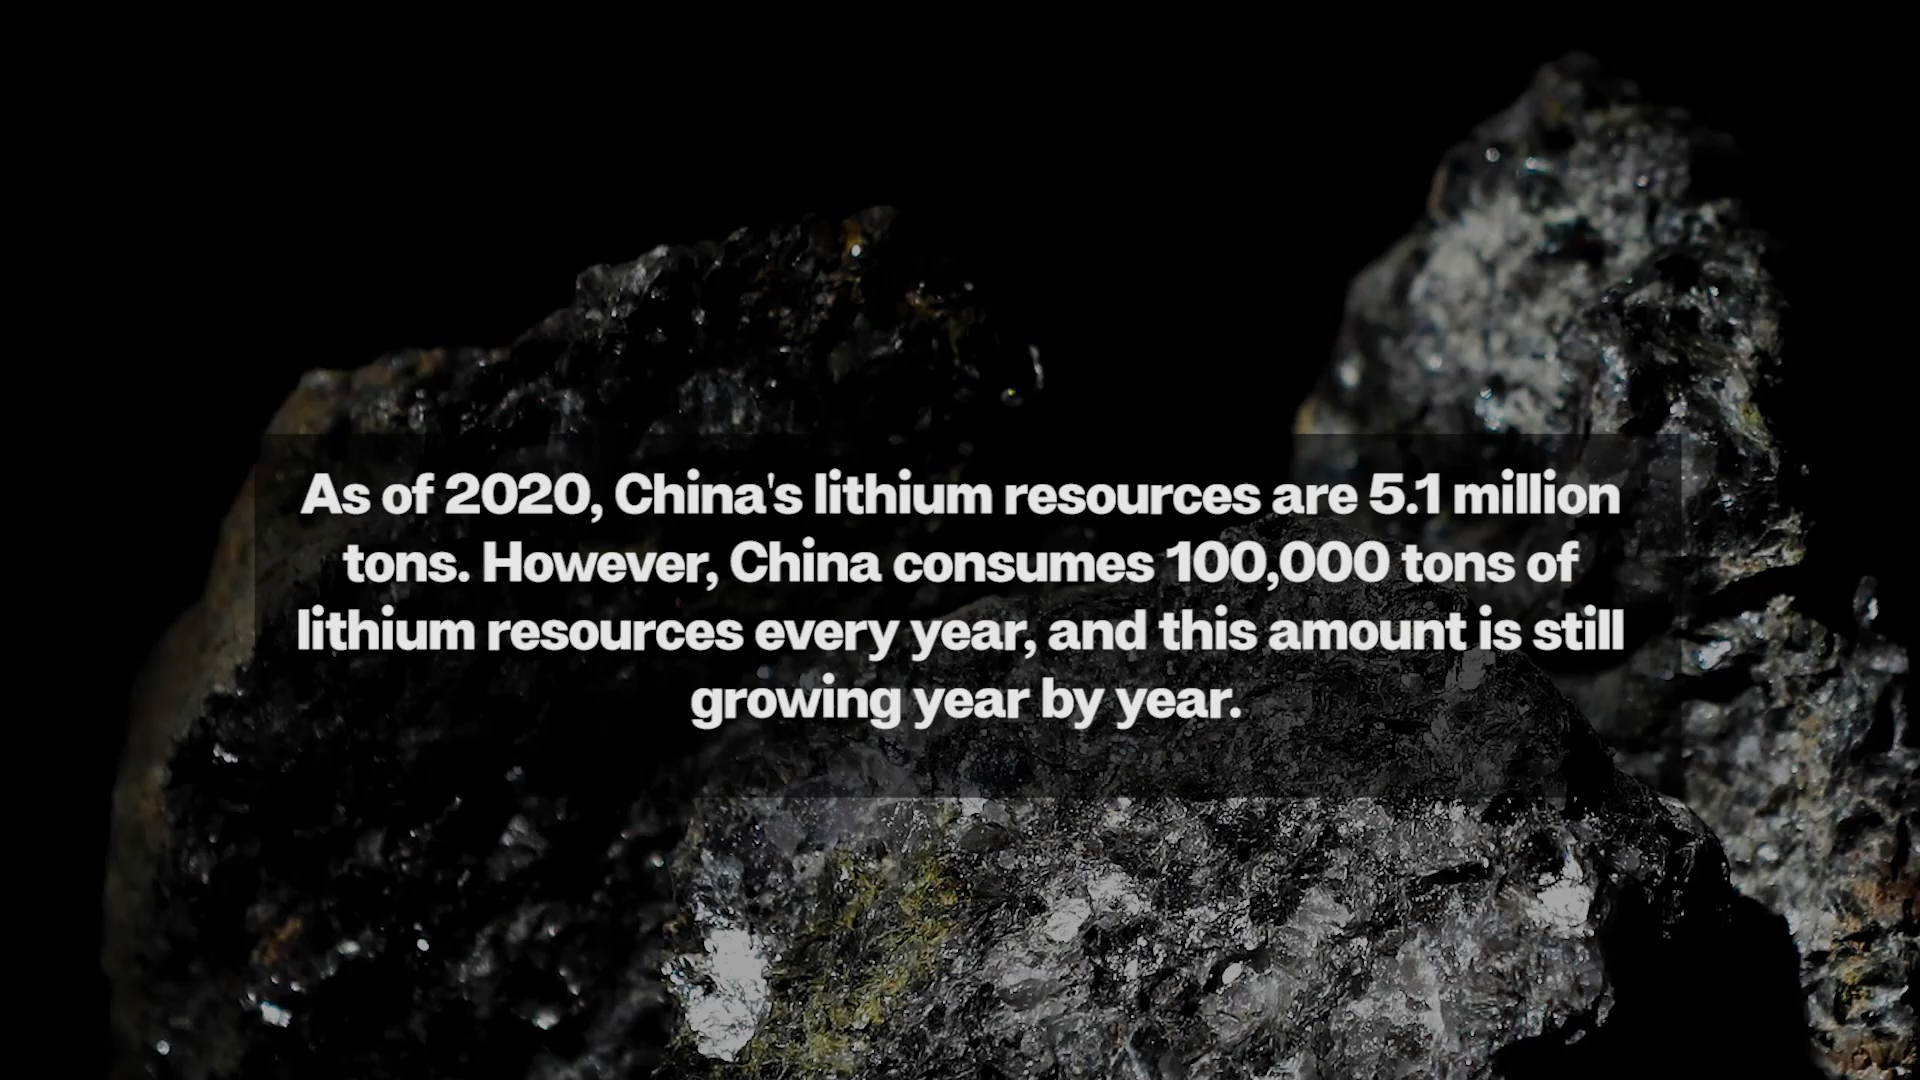 As of 2020, China's lithium resources are 5.1 million
tons. However, China consumes 100,000 tons of
lithium resources every year, and this amount is still
growing year by year.